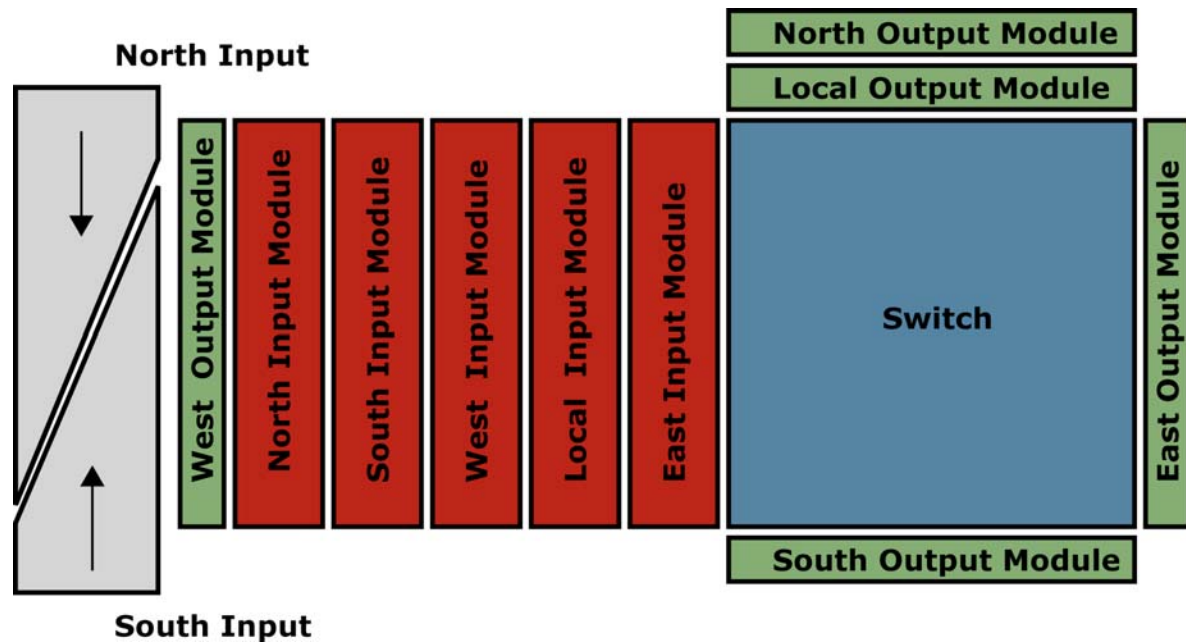 North Input
North Output Module
Local Output Module
West Output Module
North Input Module
South Input Module
West Input Module
Local Input Module
East Input Module
Switch
East Output Module
South Output Module
South Input